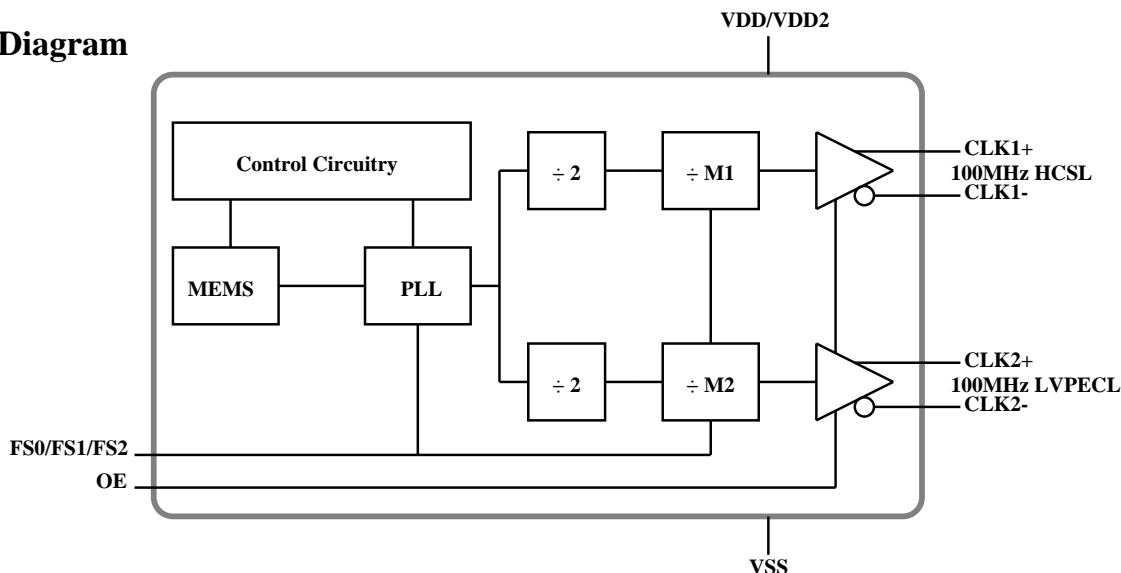 VDD/VDD2
Diagram
Control Circuitry
÷ 2
÷ M1
CLK1+
100MHz HCSL
CLK1-
MEMS
PLL
÷ 2
÷ M2
CLK2+
100MHz LVPECL
CLK2-
FS0/FS1/FS2
OE
VSS